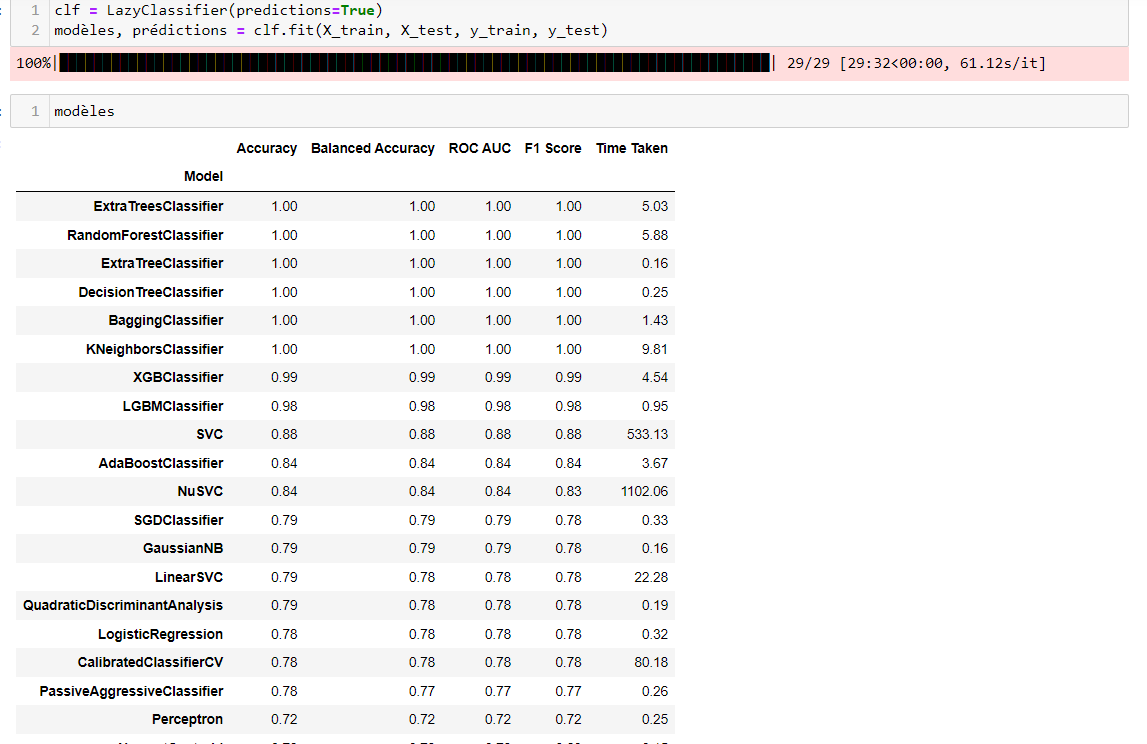 1 clf = LazyClassifier(predictions=True)
2 modèles, prédictions = clf.fit(X_train, X_test, y_train, y_test)
100%| | 29/29 [29:32<00:00, 61.12s/it]
1 modèles
Accuracy Balanced Accuracy ROC AUC F1 Score Time Taken
Model
ExtraTreesClassifier 1.00 1.00 1.00 1.00 5.03
RandomForestClassifier 1.00 1.00 1.00 1.00 5.88
ExtraTreeClassifier 1.00 1.00 1.00 1.00 0.16
DecisionTreeClassifier 1.00 1.00 1.00 1.00 0.25
BaggingClassifier 1.00 1.00 1.00 1.00 1.43
KNeighborsClassifier 1.00 1.00 1.00 1.00 9.81
XGBClassifier 0.99 0.99 0.99 0.99 4.54
LGBMClassifier 0.98 0.98 0.98 0.98 0.95
SVC 0.88 0.88 0.88 0.88 533.13
AdaBoostClassifier 0.84 0.84 0.84 0.84 3.67
NuSVC 0.84 0.84 0.84 0.83 1102.06
SGDClassifier 0.79 0.79 0.79 0.78 0.33
GaussianNB 0.79 0.79 0.79 0.78 0.16
LinearSVC 0.79 0.78 0.78 0.78 22.28
QuadraticDiscriminantAnalysis 0.79 0.78 0.78 0.78 0.19
LogisticRegression 0.78 0.78 0.78 0.78 0.32
CalibratedClassifierCV 0.78 0.78 0.78 0.78 80.18
PassiveAggressiveClassifier 0.78 0.77 0.77 0.77 0.26
Perceptron 0.72 0.72 0.72 0.72 0.25